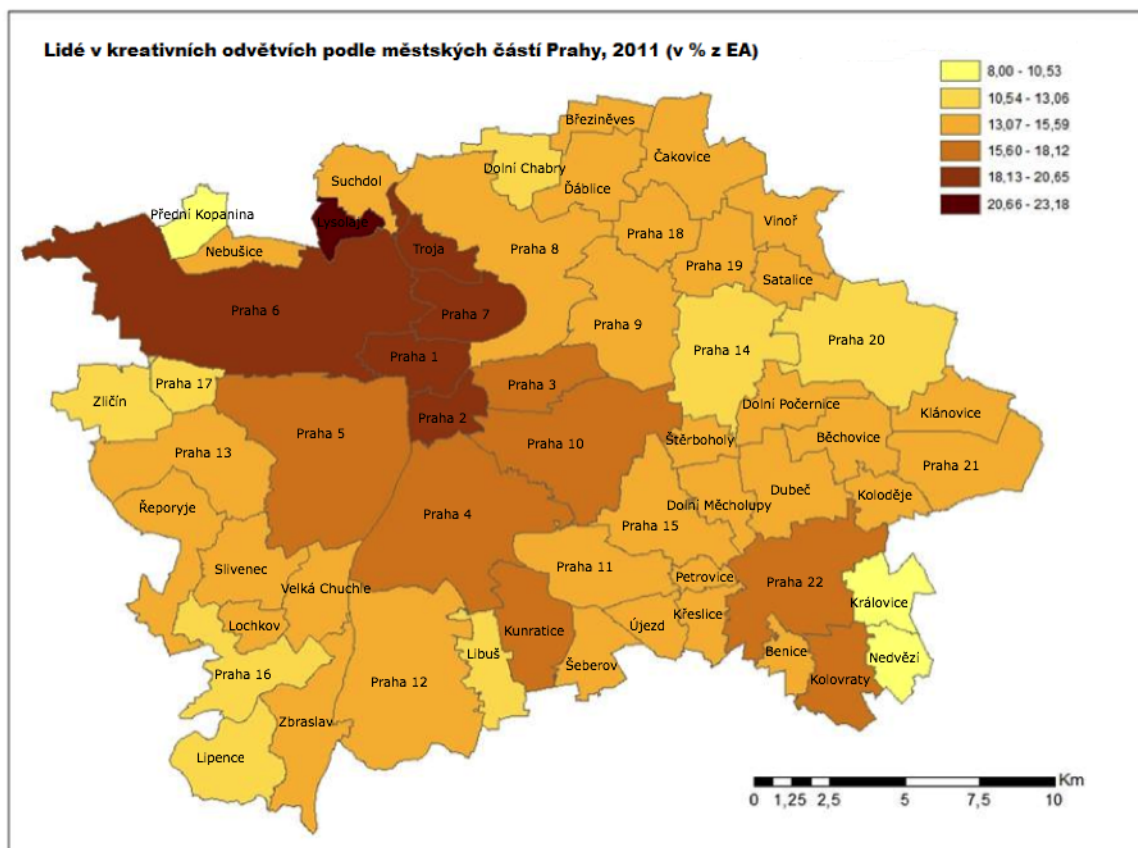 Lidé v kreativních odvětvích podle městských částí Prahy, 2011 (v % z EA)
8,00 - 10,53
10,54 - 13,06
13,07 - 15,59
15,60 - 18,12
18,13 - 20,65
20,66 - 23,18
Březiněves
Dolní Chabry
Čakovice
Suchdol
Ďáblice
Přední Kopanina
Lysolaje
Vinoř
Praha 18
Nebušice
Troja
Praha 8
Praha 19
Satalice
Praha 6
Praha 7
Praha 9
Praha 20
Praha 14
Praha 1
Praha 17
Praha 3
Zličín
Dolní Počernice
Klánovice
Praha 2
Praha 5
Štěrboholy
Běchovice
Praha 10
Praha 13
Praha 21
Dubeč
Koloděje
Řeporyje
Dolní Měcholupy
Praha 4
Praha 15
Slivenec
Praha 11
Petrovice
Praha 22
Velká Chuchle
Královice
Lochkov
Křeslice
Újezd
Kunratice
Benice
Libuš
Nedvězí
Šeberov
Praha 16
Praha 12
Kolovraty
Zbraslav
Lipence
Km
0 1,25 2,5 5 7,5 10